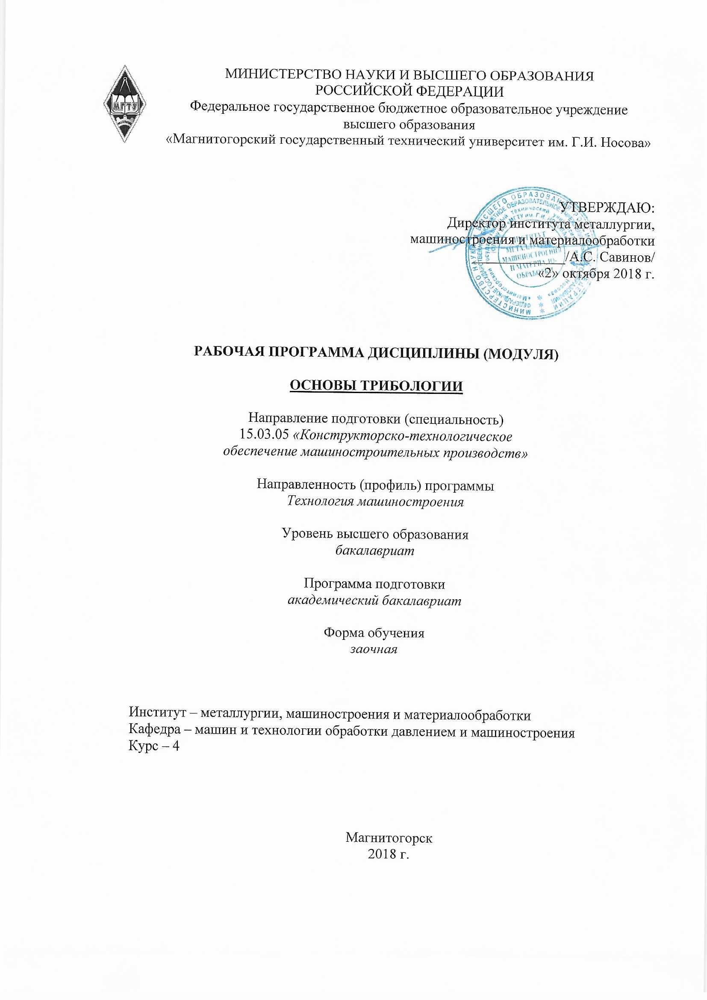 МИНИСТЕРСТВО НАУКИ И ВЫСШЕГО ОБРАЗОВАНИЯ
РОССИЙСКОЙ ФЕДЕРАЦИИ
Федеральное государственное бюджетное образовательное учреждение
высшего образования
«Магнитогорский государственный технический университет им. Г.И. Носова»
МГТУ
УТВЕРЖДАЮ:
Директор института металлургии,
машиностроения и материалообработки
/А.С. Савинов/
«2» октября 2018 г.
РАБОЧАЯ ПРОГРАММА ДИСЦИПЛИНЫ (МОДУЛЯ)
ОСНОВЫ ТРИБОЛОГИИ
Направление подготовки (специальность)
15.03.05 «Конструкторско-технологическое
обеспечение машиностроительных производств»
Направленность (профиль) программы
Технология машиностроения
Уровень высшего образования
бакалавриат
Программа подготовки
академический бакалавриат
Форма обучения
заочная
Институт – металлургии, машиностроения и материалообработки
Кафедра – машин и технологии обработки давлением и машиностроения
Курс – 4
Магнитогорск
2018 г.